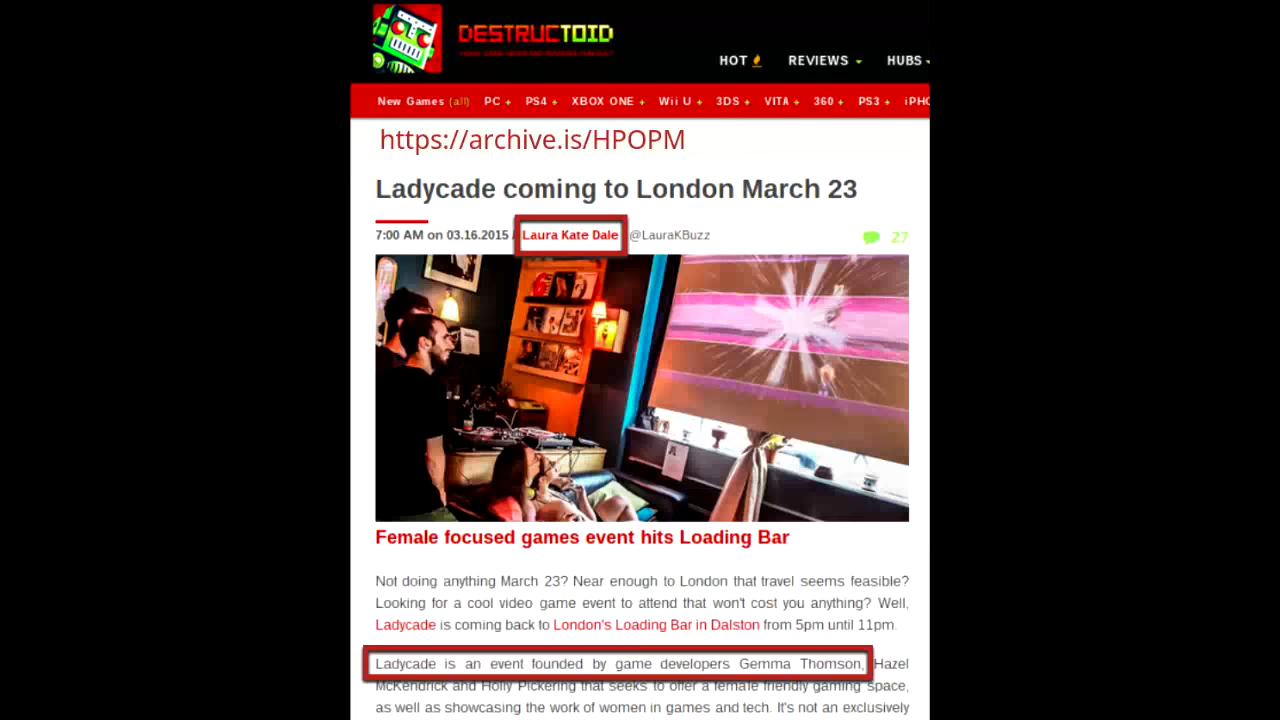 DESTRUCTOID
HOT REVIEWS HUBS
New Games (all) PC + PS4 + XBOX ONE + Wii U + 3DS + VITA + 360 + PS3 + iPHO
https://archive.is/HPOPM
Ladycade coming to London March 23
7:00 AM on 03.16.2015 / Laura Kate Dale @LauraKBuzz 27
Female focused games event hits Loading Bar
Not doing anything March 23? Near enough to London that travel seems feasible?
Looking for a cool video game event to attend that won't cost you anything? Well,
Ladycade is coming back to London's Loading Bar in Dalston from 5pm until 11pm.
Ladycade is an event founded by game developers Gemma Thomson, Hazel
McKendrick and Holly Pickering that seeks to offer a female friendly gaming space,
as well as showcasing the work of women in games and tech. It's not an exclusively